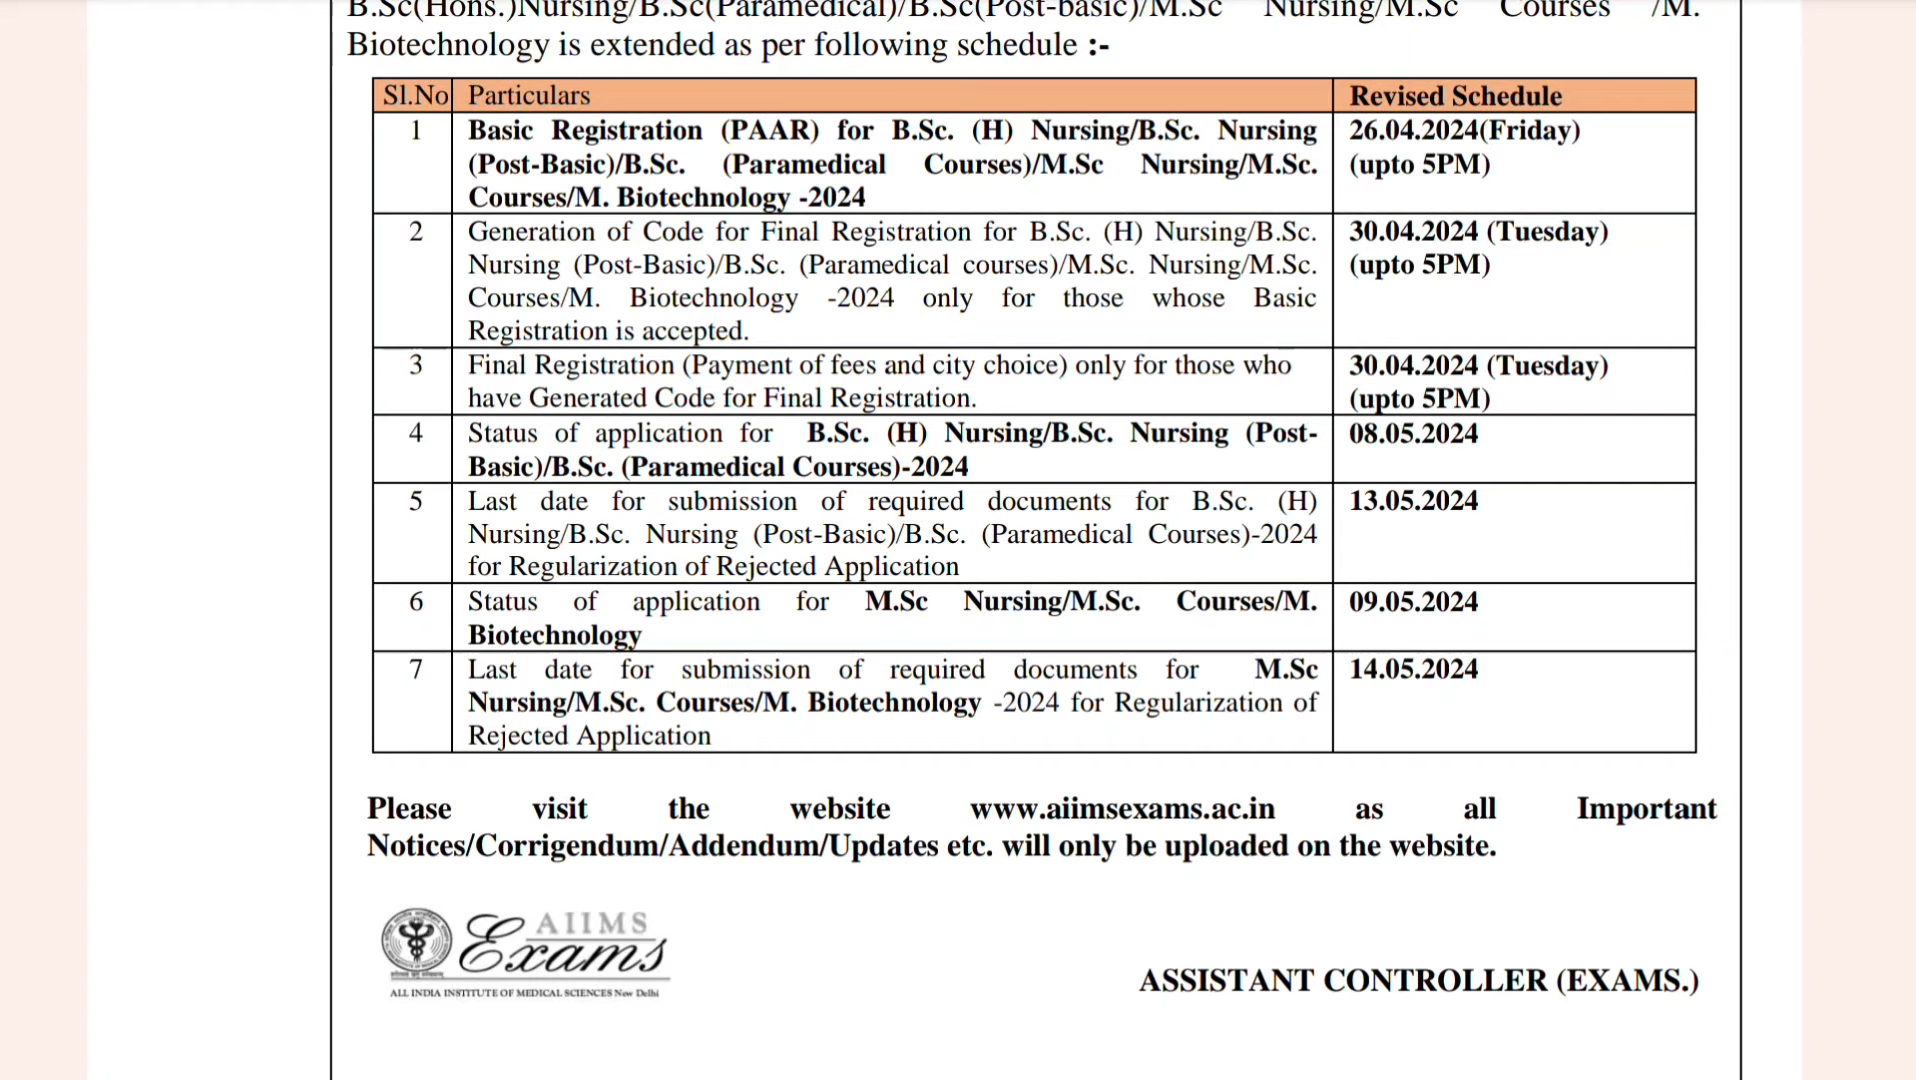 B.Sc(Hons.)Nursing/B.Sc(Paramedical)/B.Sc(Post-basic)/M.Sc Nursing/M.Sc Courses /M.
Biotechnology is extended as per following schedule :-
Sl.No Particulars Revised Schedule
1 Basic Registration (PAAR) for B.Sc. (H) Nursing/B.Sc. Nursing 26.04.2024(Friday)
(Post-Basic)/B.Sc. (Paramedical Courses)/M.Sc Nursing/M.Sc. (upto 5PM)
Courses/M. Biotechnology -2024
2 Generation of Code for Final Registration for B.Sc. (H) Nursing/B.Sc. 30.04.2024 (Tuesday)
Nursing (Post-Basic)/B.Sc. (Paramedical courses)/M.Sc. Nursing/M.Sc. (upto 5PM)
Courses/M. Biotechnology -2024 only for those whose Basic
Registration is accepted.
3 Final Registration (Payment of fees and city choice) only for those who 30.04.2024 (Tuesday)
have Generated Code for Final Registration. (upto 5PM)
4 Status of application for B.Sc. (H) Nursing/B.Sc. Nursing (Post- 08.05.2024
Basic)/B.Sc. (Paramedical Courses)-2024
5 Last date for submission of required documents for B.Sc. (H) 13.05.2024
Nursing/B.Sc. Nursing (Post-Basic)/B.Sc. (Paramedical Courses)-2024
for Regularization of Rejected Application
6 Status of application for M.Sc Nursing/M.Sc. Courses/M. 09.05.2024
Biotechnology
7 Last date for submission of required documents for M.Sc 14.05.2024
Nursing/M.Sc. Courses/M. Biotechnology -2024 for Regularization of
Rejected Application
Please visit the website www.aiimsexams.ac.in as all Important
Notices/Corrigendum/Addendum/Updates etc. will only be uploaded on the website.
AIIMS
Exams
ALL INDIA INSTITUTE OF MEDICAL SCIENCES New Delhi
ASSISTANT CONTROLLER (EXAMS.)